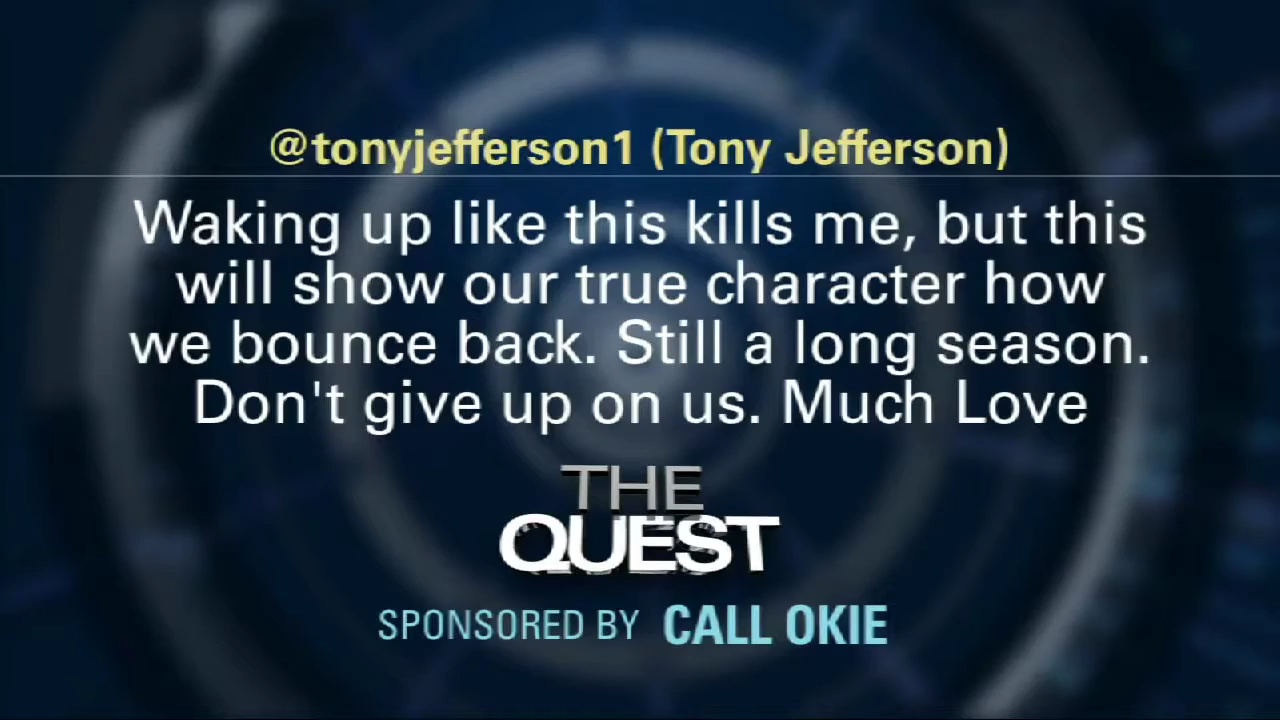 @tonyjefferson1 (Tony Jefferson)
Waking up like this kills me, but this
will show our true character how
we bounce back. Still a long season.
Don't give up on us. Much Love
THE
QUEST
SPONSORED BY CALL OKIE